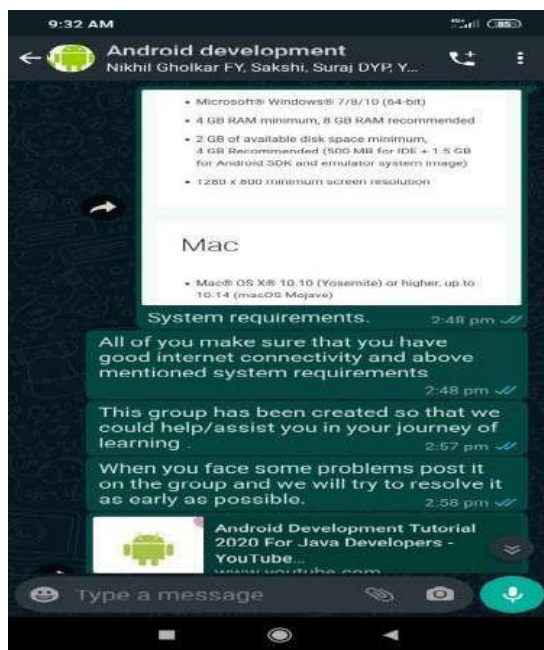 9:32 AM
85
Android development
Nikhil Gholkar FY, Sakshi, Suraj DYP, Y...
• Microsoft® Windows® 7/8/10 (64-bit)
• 4 GB RAM minimum, 8 GB RAM recommended
• 2 GB of available disk space minimum,
4 GB Recommended (500 MB for IDE + 1.5 GB
for Android SDK and emulator system image)
• 1280 x 800 minimum screen resolution
Mac
• Mac® OS X® 10.10 (Yosemite) or higher, up to
10.14 (macOS Mojave)
System requirements. 2:48 pm
All of you make sure that you have
good internet connectivity and above
mentioned system requirements
2:48 pm
This group has been created so that we
could help/assist you in your journey of
learning . 2:57 pm
When you face some problems post it
on the group and we will try to resolve it
as early as possible. 2:58 pm
Android Development Tutorial
2020 For Java Developers -
YouTube...
www.youtube.com
Type a message